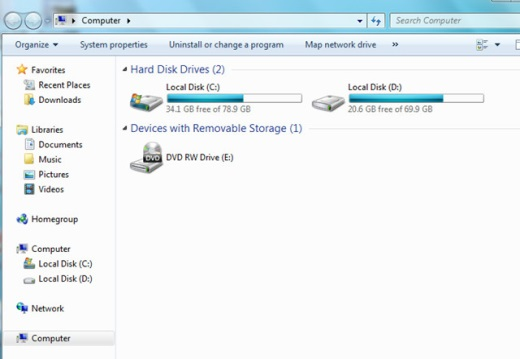 Computer
Search Computer
Organize System properties Uninstall or change a program Map network drive »
Favorites
Recent Places
Downloads
Libraries
Documents
Music
Pictures
Videos
Homegroup
Computer
Local Disk (C:)
Local Disk (D:)
Network
Computer
Hard Disk Drives (2)
Local Disk (C:)
34.1 GB free of 78.9 GB
Local Disk (D:)
20.6 GB free of 69.9 GB
Devices with Removable Storage (1)
DVD
DVD RW Drive (E:)